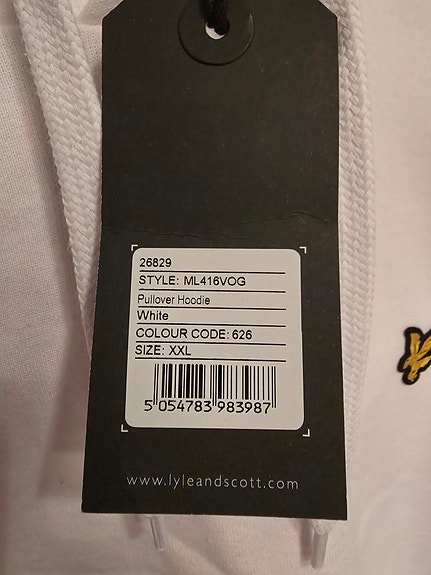 26829
STYLE: ML416VOG
Pullover Hoodie
White
COLOUR CODE: 626
SIZE: XXL
5 054783 983987
www.lyleandscott.com